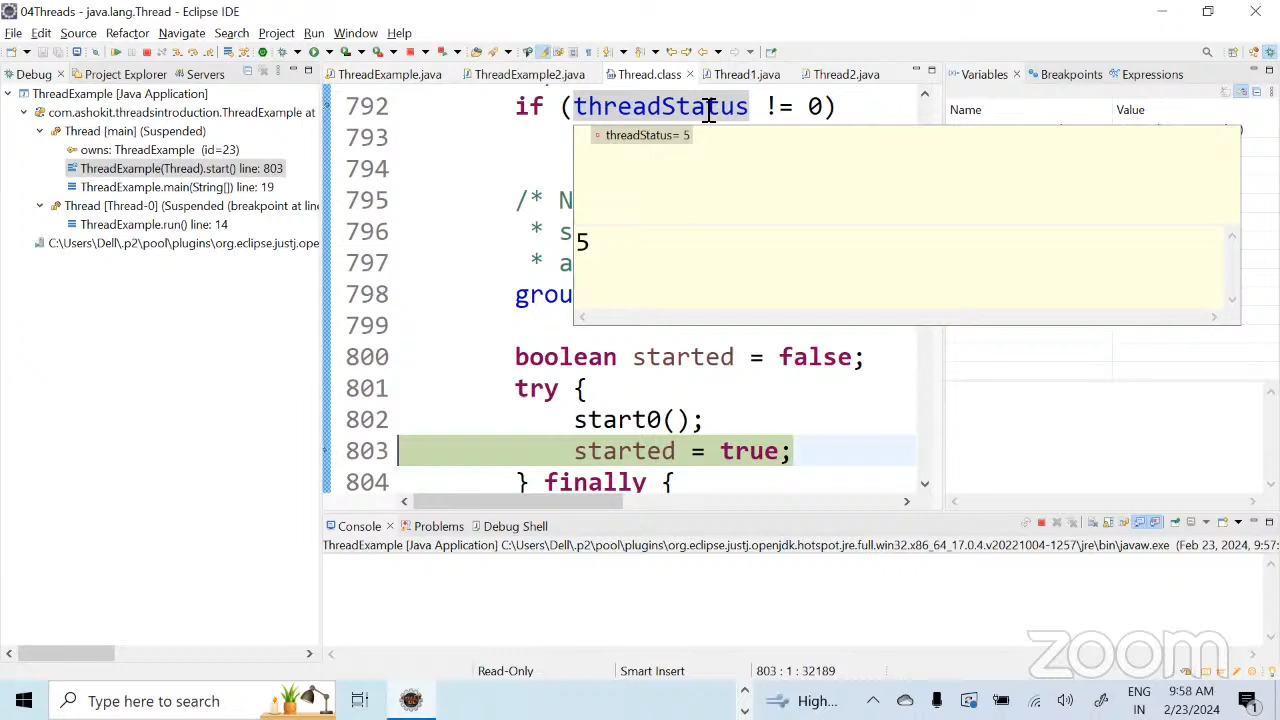 04Threads - java.lang.Thread - Eclipse IDE
File Edit Source Refactor Navigate Search Project Run Window Help
Debug Project Explorer Servers
ThreadExample.java ThreadExample2.java Thread.class Thread1.java Thread2.java
Variables Breakpoints Expressions
Name Value
ThreadExample [Java Application]
com.ashokit.threadsintroduction.ThreadExample at
Thread [main] (Suspended)
owns: ThreadExample (id=23)
ThreadExample(Thread).start() line: 803
ThreadExample.main(String[]) line: 19
Thread [Thread-0] (Suspended (breakpoint at line
ThreadExample.run() line: 14
C:\Users\Dell\.p2\pool\plugins\org.eclipse.justj.ope
792 if (threadStatus != 0)
threadStatus= 5
793
794
795 /* N
796 * s
797 * a
5
798 grou
799
800 boolean started = false;
801 try {
802 start0();
803 started = true;
804 } finally {
Console Problems Debug Shell
ThreadExample [Java Application] C:\Users\Dell\.p2\pool\plugins\org.eclipse.justj.openjdk.hotspot.jre.full.win32.x86_64_17.0.4.v20221004-1257\jre\bin\javaw.exe (Feb 23, 2024, 9:57:
zoom
Read-Only Smart Insert 803 : 1 : 32189
Type here to search
High...
ENG
IN
9:58 AM
2/23/2024
1